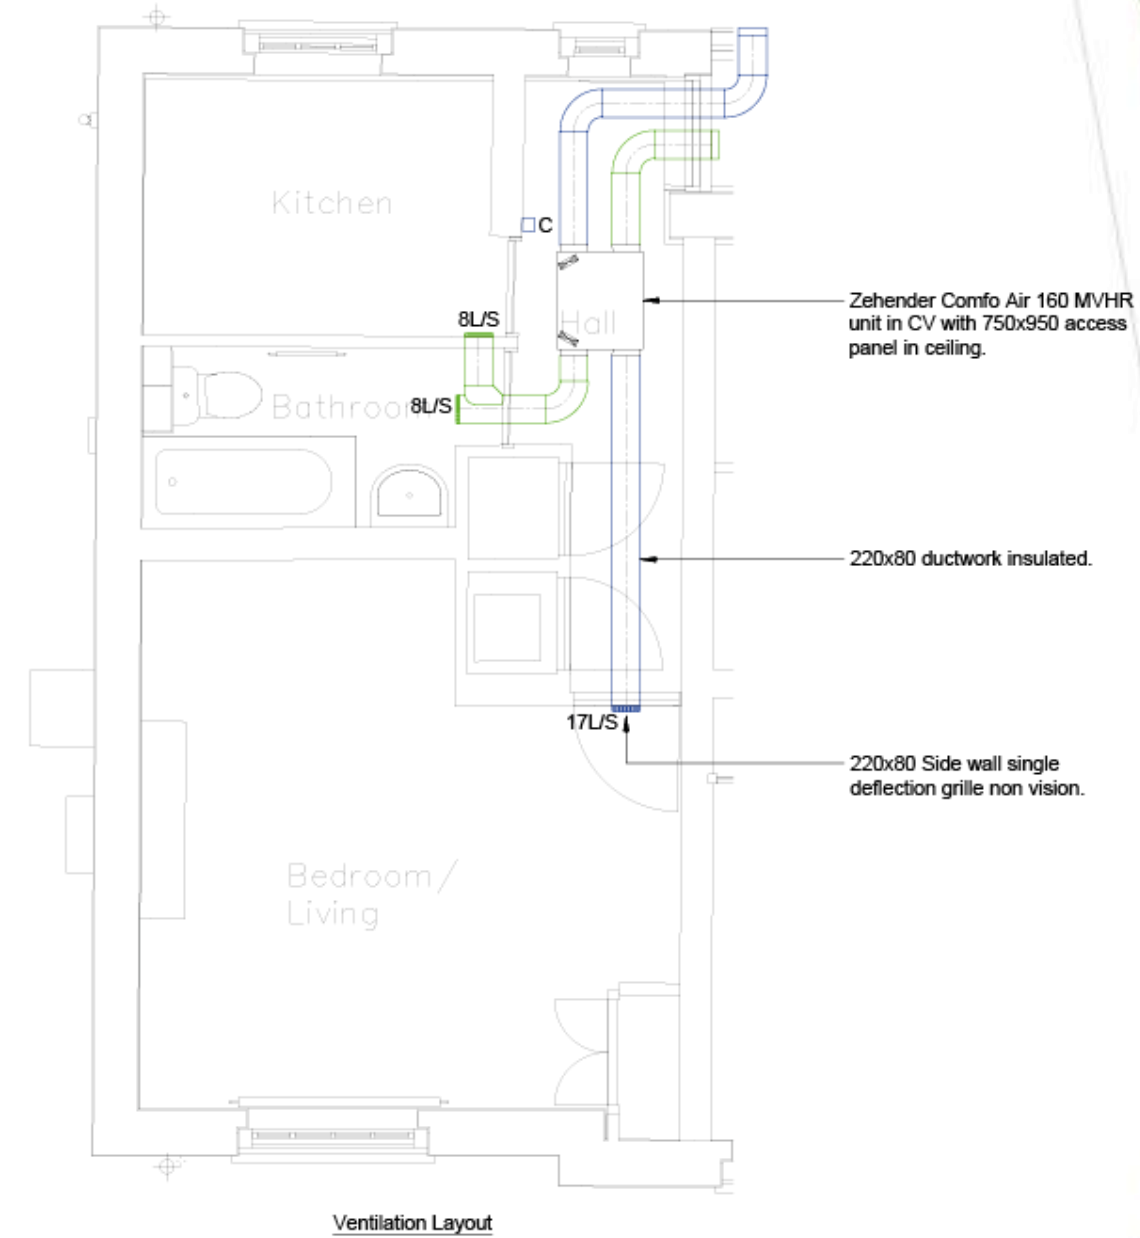 Kitchen
C
Zehender Comfo Air 160 MVHR
unit in CV with 750x950 access
panel in ceiling.
8L/S
Hall
Bathroom
8L/S
220x80 ductwork insulated.
17L/S
220x80 Side wall single
deflection grille non vision.
Bedroom/
Living
Ventilation Layout